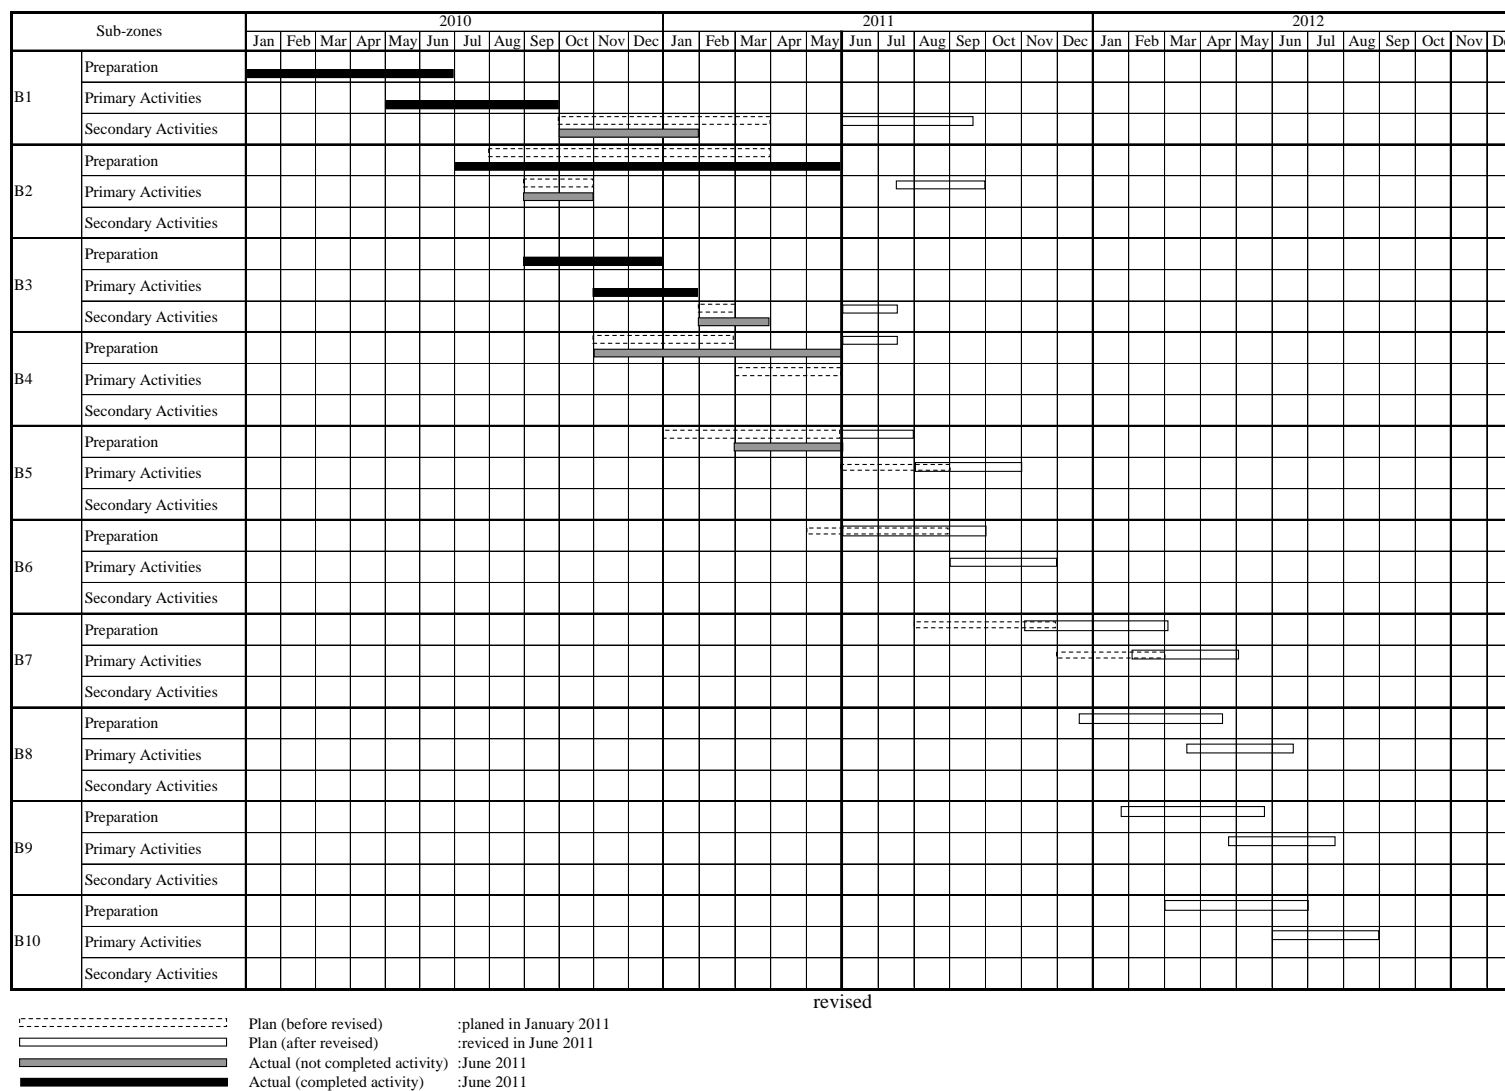 Sub-zones 2010 2011 2012
Jan Feb Mar Apr May Jun Jul Aug Sep Oct Nov Dec Jan Feb Mar Apr May Jun Jul Aug Sep Oct Nov Dec Jan Feb Mar Apr May Jun Jul Aug Sep Oct Nov De
B1 Preparation
Primary Activities
Secondary Activities
B2 Preparation
Primary Activities
Secondary Activities
B3 Preparation
Primary Activities
Secondary Activities
B4 Preparation
Primary Activities
Secondary Activities
B5 Preparation
Primary Activities
Secondary Activities
B6 Preparation
Primary Activities
Secondary Activities
B7 Preparation
Primary Activities
Secondary Activities
B8 Preparation
Primary Activities
Secondary Activities
B9 Preparation
Primary Activities
Secondary Activities
B10 Preparation
Primary Activities
Secondary Activities
revised
Plan (before revised) :planed in January 2011
Plan (after reveised) :reviced in June 2011
Actual (not completed activity) :June 2011
Actual (completed activity) :June 2011